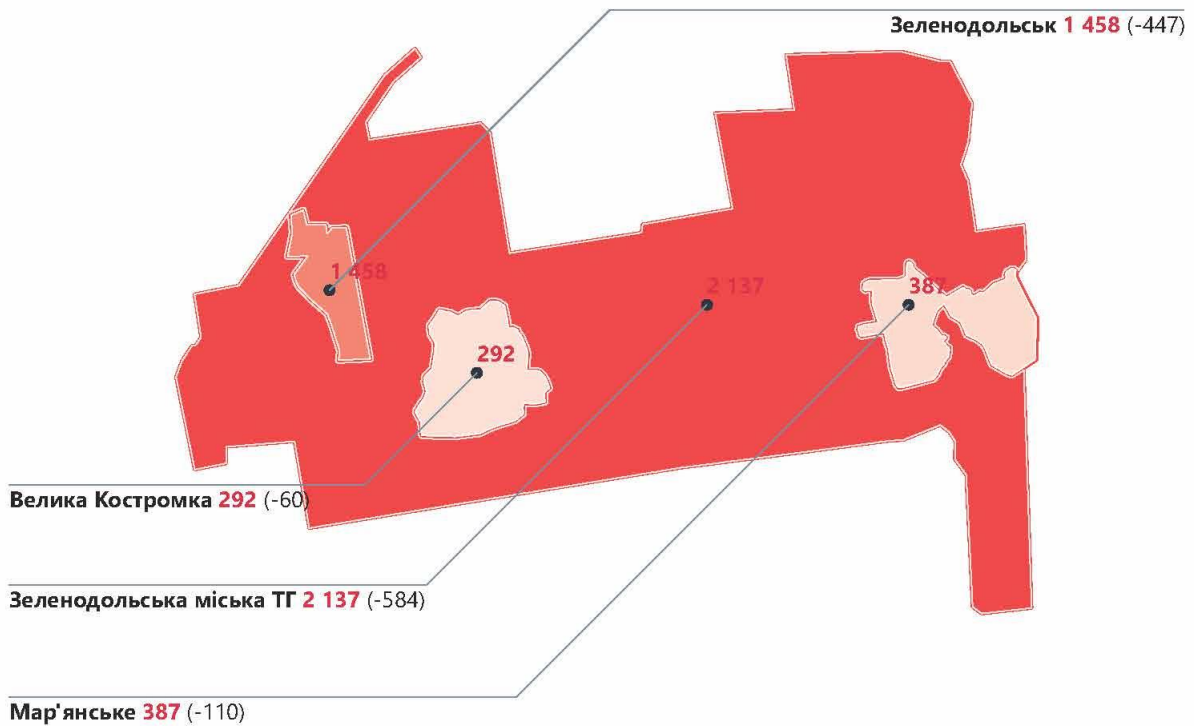 Зеленодольськ 1 458 (-447)
1 458
2 137
387
292
Велика Костромка 292 (-60)
Зеленодольська міська ТГ 2 137 (-584)
Мар'янське 387 (-110)